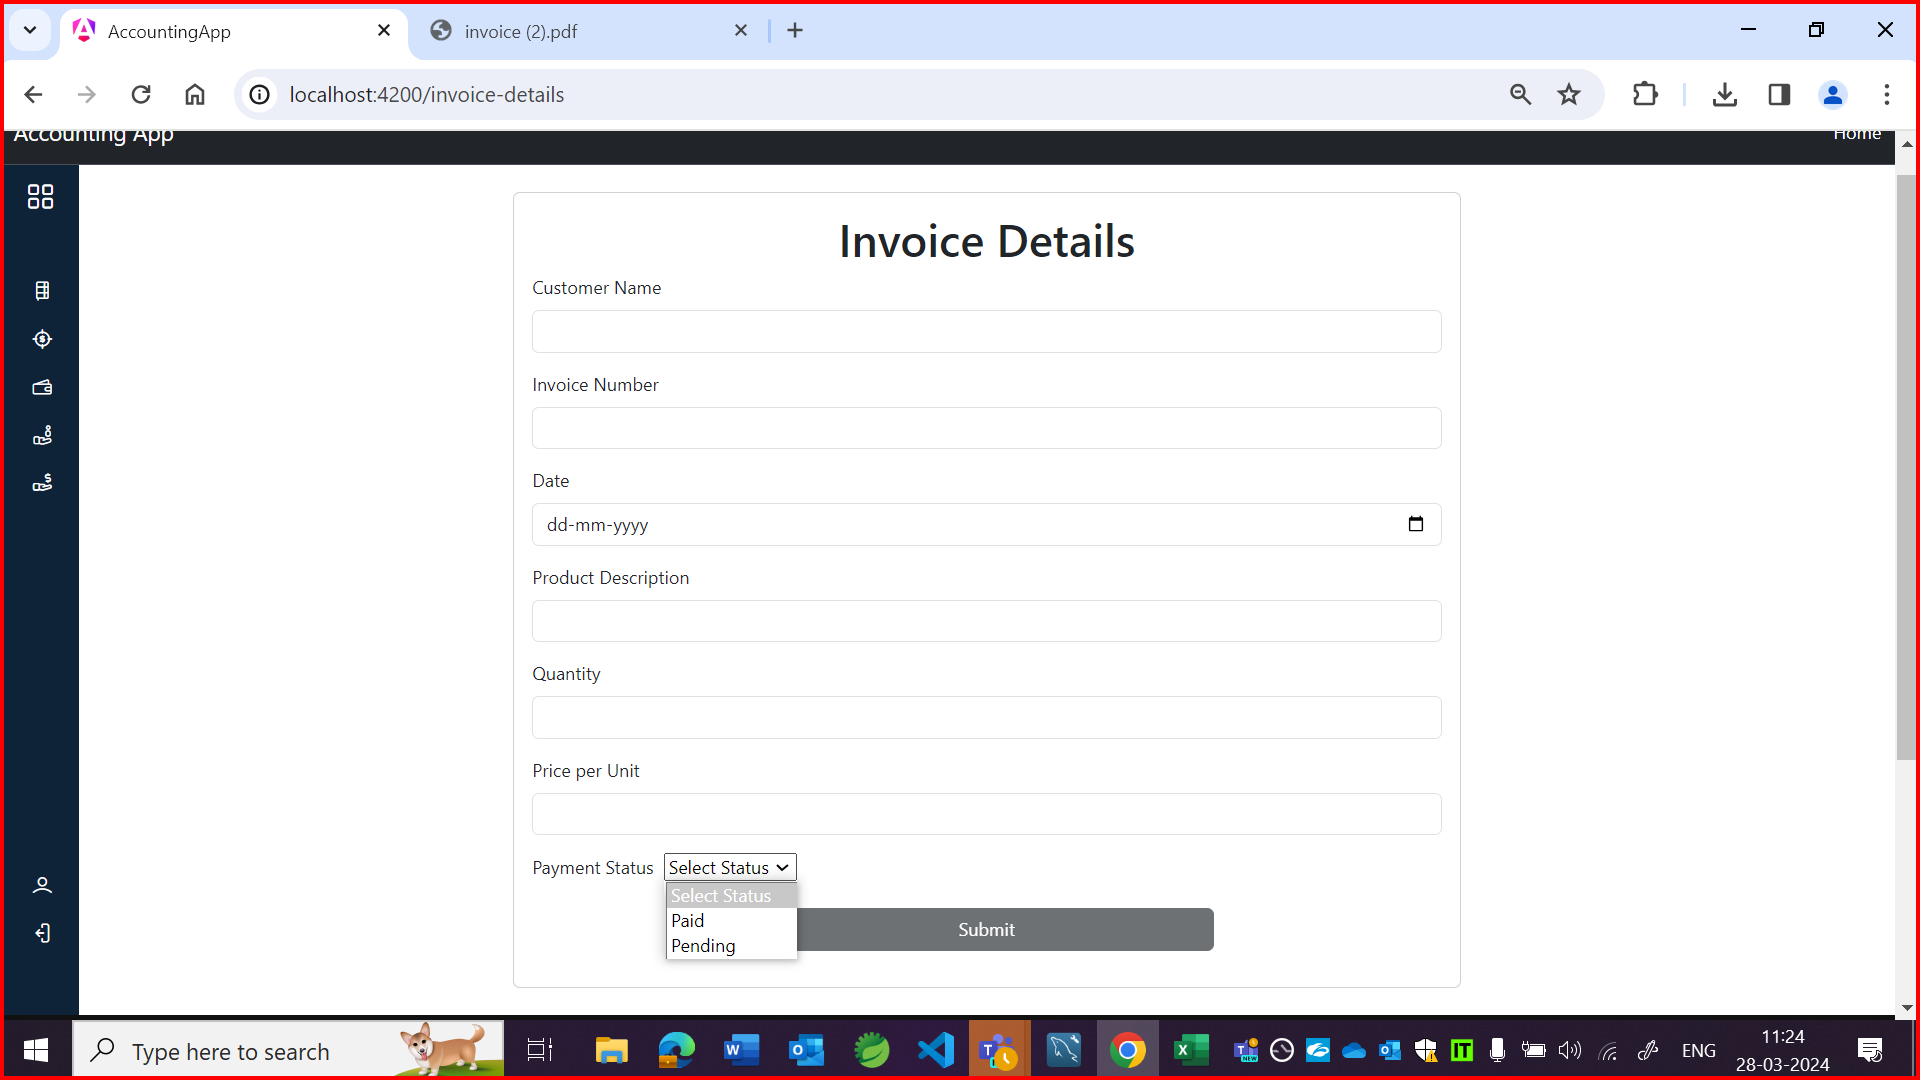 AccountingApp
invoice (2).pdf
localhost:4200/invoice-details
Accounting App
Home
Invoice Details
Customer Name
Invoice Number
Date
dd-mm-yyyy
Product Description
Quantity
Price per Unit
Payment Status
Select Status
Select Status
Paid
Pending
Submit
Type here to search
ENG
11:24
28-03-2024